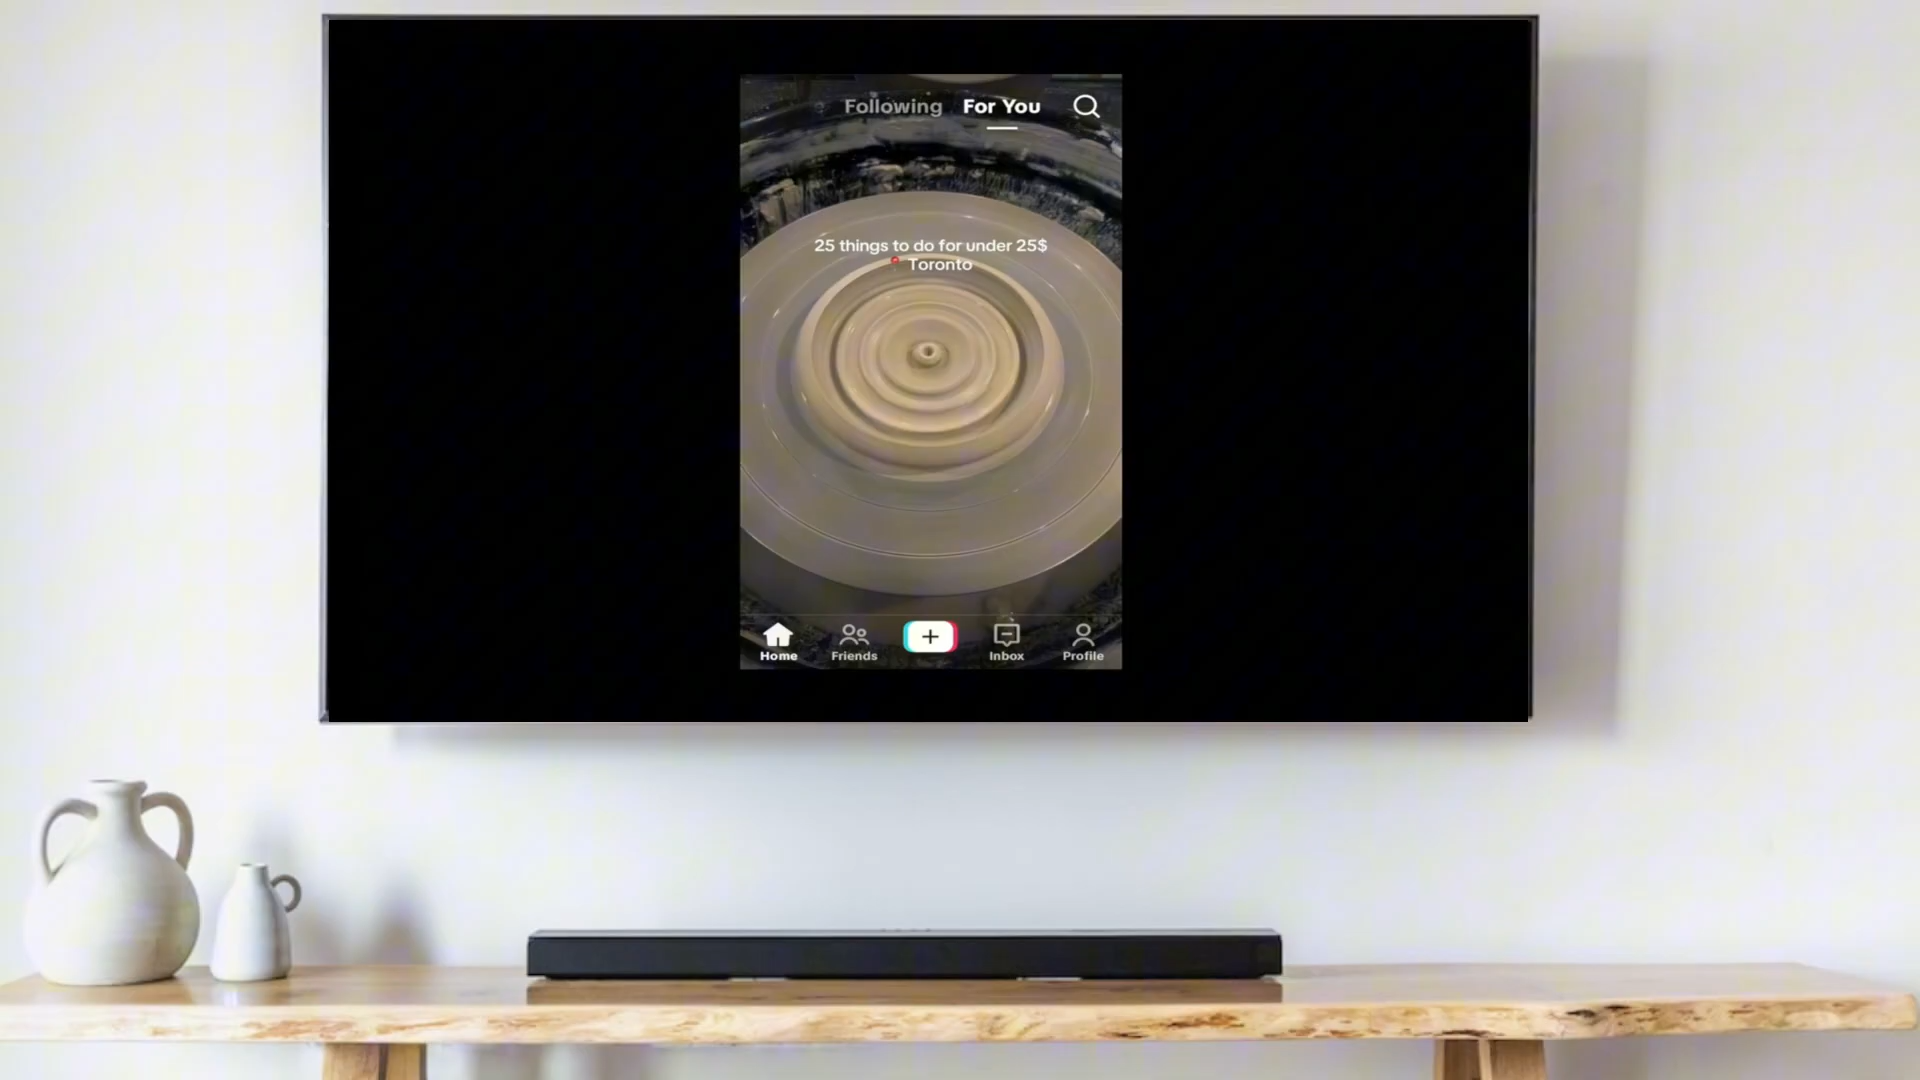 Following For You
25 things to do for under 25$
📍 Toronto
Home Friends Inbox Profile